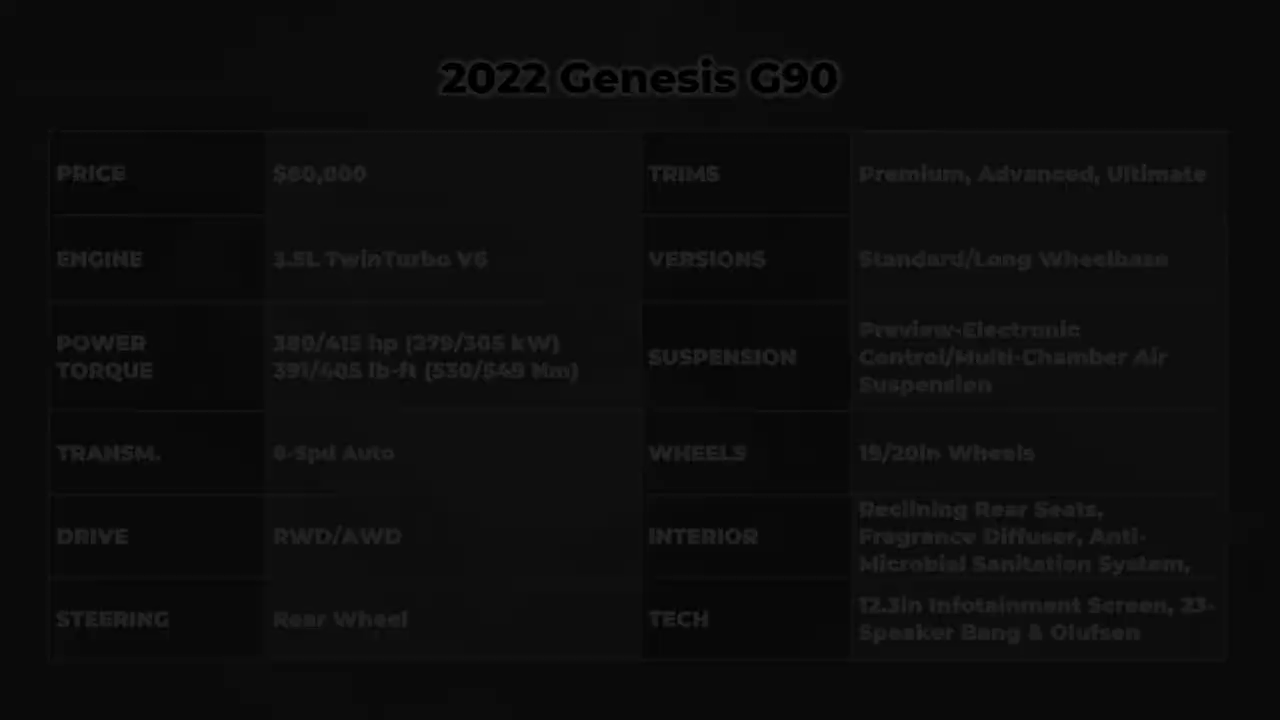 2022 Genesis G90
PRICE
TRIMS
Premium, Advanced, Ultimate
ENGINE
3.5L TwinTurbo V6
VERSIONS
Standard/Long Wheelbase
POWER
TORQUE
380/415 hp (279/305 kW)
391/405 lb-ft (530/549 Nm)
SUSPENSION
Preview-Electronic
Control/Multi-Chamber Air
Suspension
TRANSM.
8-Spd Auto
WHEELS
19/20in Wheels
DRIVE
RWD/AWD
INTERIOR
Reclining Rear Seats,
Fragrance Diffuser, Anti-
Microbial Sanitation System,
STEERING
Rear Wheel
TECH
12.3in Infotainment Screen, 23-
Speaker Bang & Olufsen